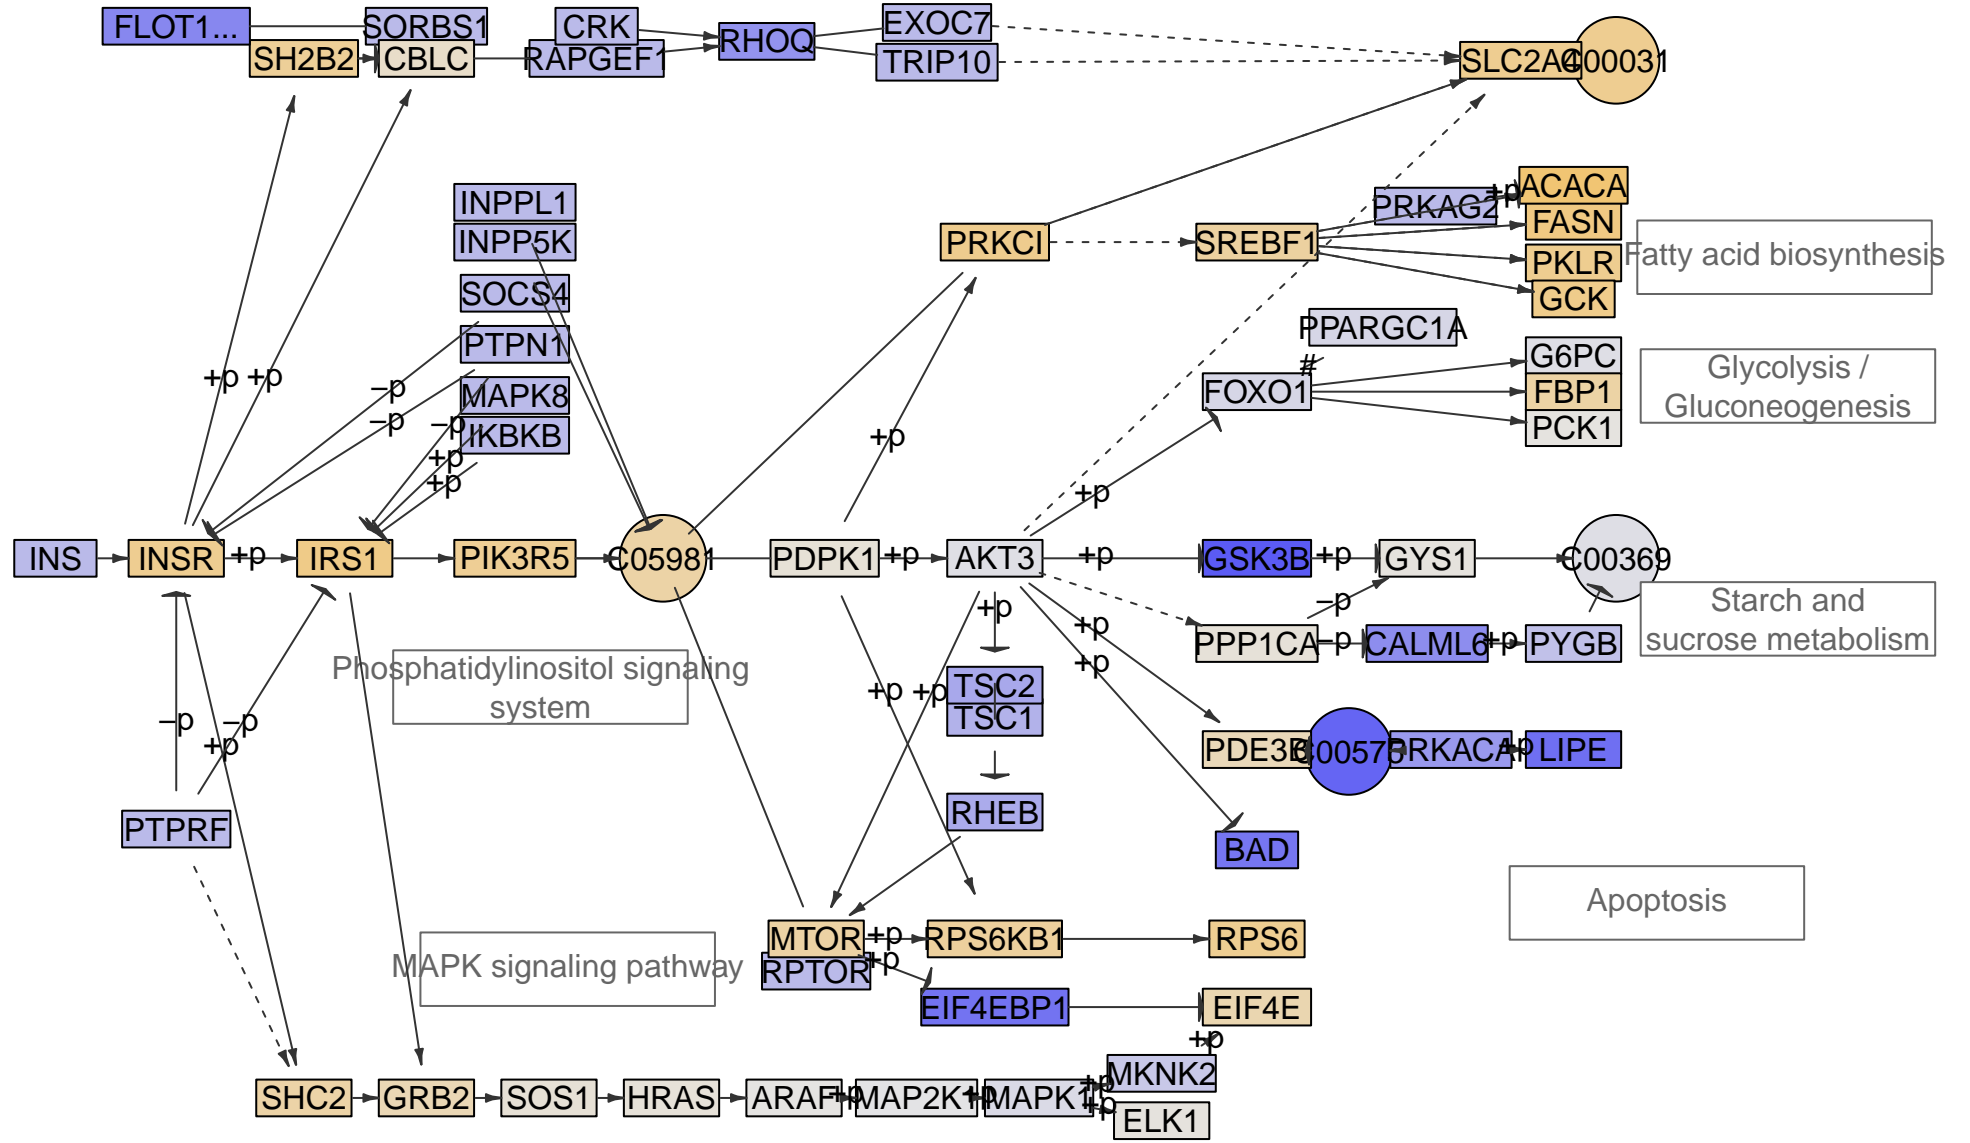 FLOT1...
SORBS1
CRK
EXOC7
SH2B2
CBLC
RAPGEF1
RHOQ
TRIP10
SLC2A4
C00031
INPPL1
INPP5K
SOCS4
PTPN1
MAPK8
IKBKB
PRKCI
SREBF1
PRKAG2
+p
ACACA
FASN
PKLR
GCK
Fatty acid biosynthesis
PPARGC1A
#
FOXO1
G6PC
FBP1
PCK1
Glycolysis /
Gluconeogenesis
+p
+p
−p
−p
−p
+p
+p
+p
+p
INS
INSR
+p
IRS1
PIK3R5
C05981
PDPK1
+p
AKT3
+p
GSK3B
+p
GYS1
C00369
+p
+p
+p
−p
PPP1CA
−p
CALML6
+p
PYGB
Starch and
sucrose metabolism
Phosphatidylinositol signaling
system
−p
−p
+p
+p
+p
TSC2
TSC1
PDE3B
C00575
PRKACA
+p
LIPE
PTPRF
RHEB
BAD
Apoptosis
MTOR
+p
RPS6KB1
RPS6
RPTOR
+p
MAPK signaling pathway
EIF4EBP1
EIF4E
+p
SHC2
GRB2
SOS1
HRAS
ARAF
+p
MAP2K1
+p
MAPK1
+p
+p
MKNK2
ELK1